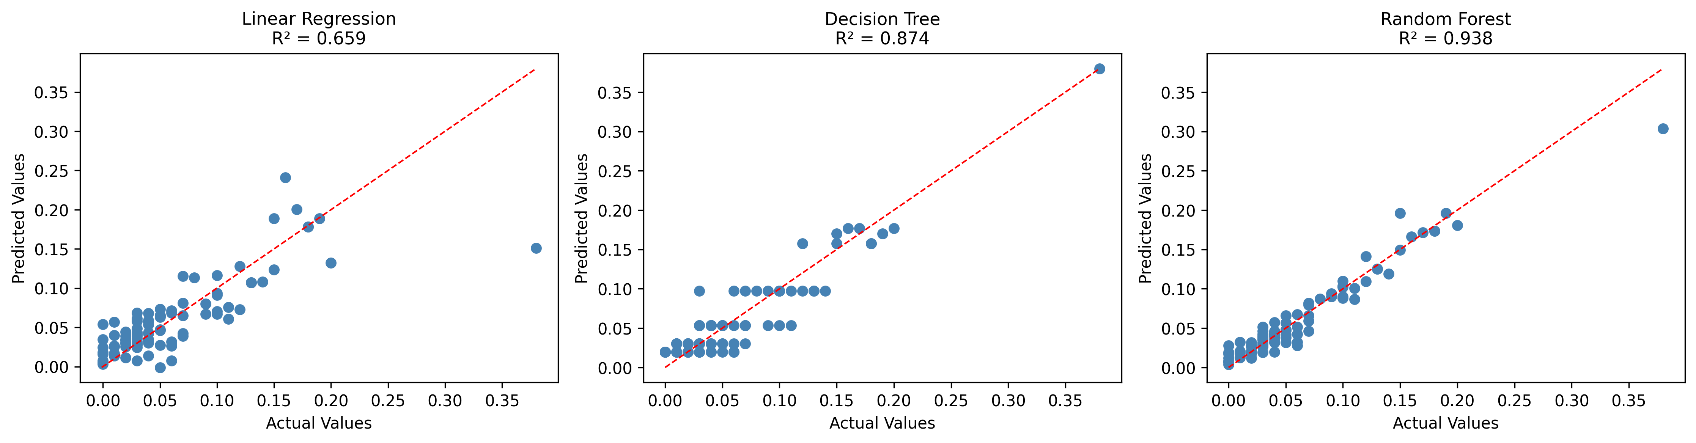 Linear Regression
R² = 0.659
Predicted Values
0.35
0.30
0.25
0.20
0.15
0.10
0.05
0.00
0.00 0.05 0.10 0.15 0.20 0.25 0.30 0.35
Actual Values
Decision Tree
R² = 0.874
Predicted Values
0.35
0.30
0.25
0.20
0.15
0.10
0.05
0.00
0.00 0.05 0.10 0.15 0.20 0.25 0.30 0.35
Actual Values
Random Forest
R² = 0.938
Predicted Values
0.35
0.30
0.25
0.20
0.15
0.10
0.05
0.00
0.00 0.05 0.10 0.15 0.20 0.25 0.30 0.35
Actual Values